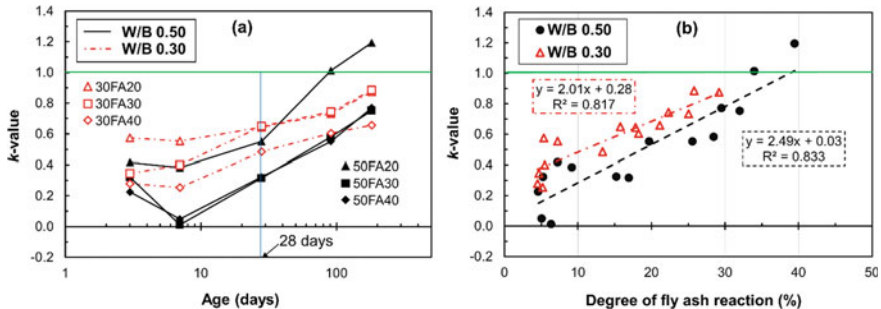 (a)
W/B 0.50
W/B 0.30
1.4
1.2
1.0
0.8
0.6
0.4
0.2
0.0
-0.2
k-value
30FA20
30FA30
30FA40
50FA20
50FA30
50FA40
28 days
1
10
100
Age (days)
(b)
W/B 0.50
W/B 0.30
1.4
1.2
1.0
0.8
0.6
0.4
0.2
0.0
-0.2
k-value
y = 2.01x + 0.28
R² = 0.817
y = 2.49x + 0.03
R² = 0.833
0
10
20
30
40
50
Degree of fly ash reaction (%)